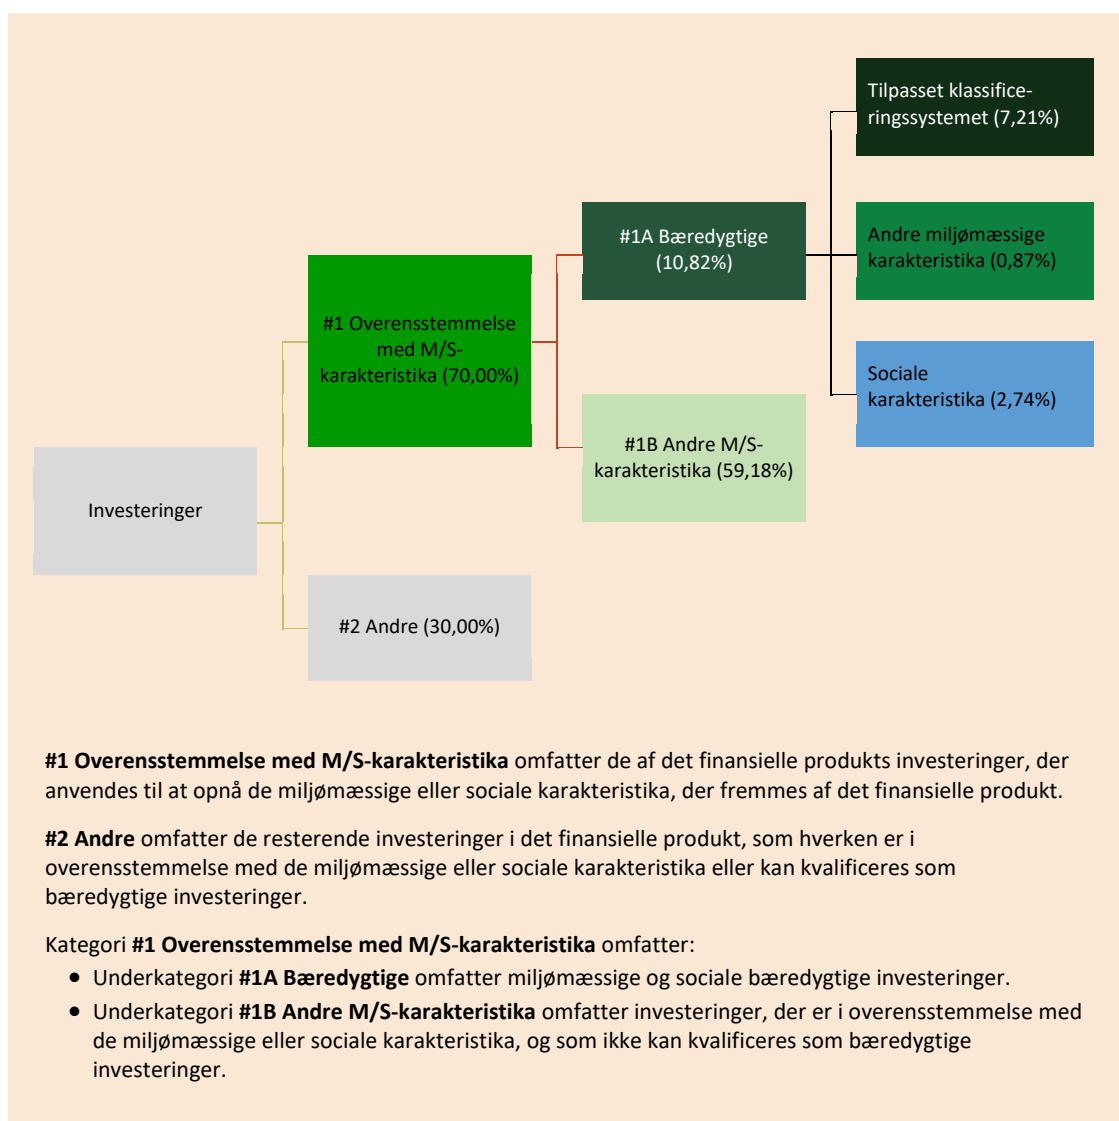 Tilpasset klassifice-
ringssystemet (7,21%)
#1A Bæredygtige
(10,82%)
Andre miljømæssige
karakteristika (0,87%)
#1 Overensstemmelse
med M/S-
karakteristika (70,00%)
Sociale
karakteristika (2,74%)
#1B Andre M/S-
karakteristika (59,18%)
Investeringer
#2 Andre (30,00%)
#1 Overensstemmelse med M/S-karakteristika omfatter de af det finansielle produkts investeringer, der
anvendes til at opnå de miljømæssige eller sociale karakteristika, der fremmes af det finansielle produkt.
#2 Andre omfatter de resterende investeringer i det finansielle produkt, som hverken er i
overensstemmelse med de miljømæssige eller sociale karakteristika eller kan kvalificeres som
bæredygtige investeringer.
Kategori #1 Overensstemmelse med M/S-karakteristika omfatter:
• Underkategori #1A Bæredygtige omfatter miljømæssige og sociale bæredygtige investeringer.
• Underkategori #1B Andre M/S-karakteristika omfatter investeringer, der er i overensstemmelse med
de miljømæssige eller sociale karakteristika, og som ikke kan kvalificeres som bæredygtige
investeringer.